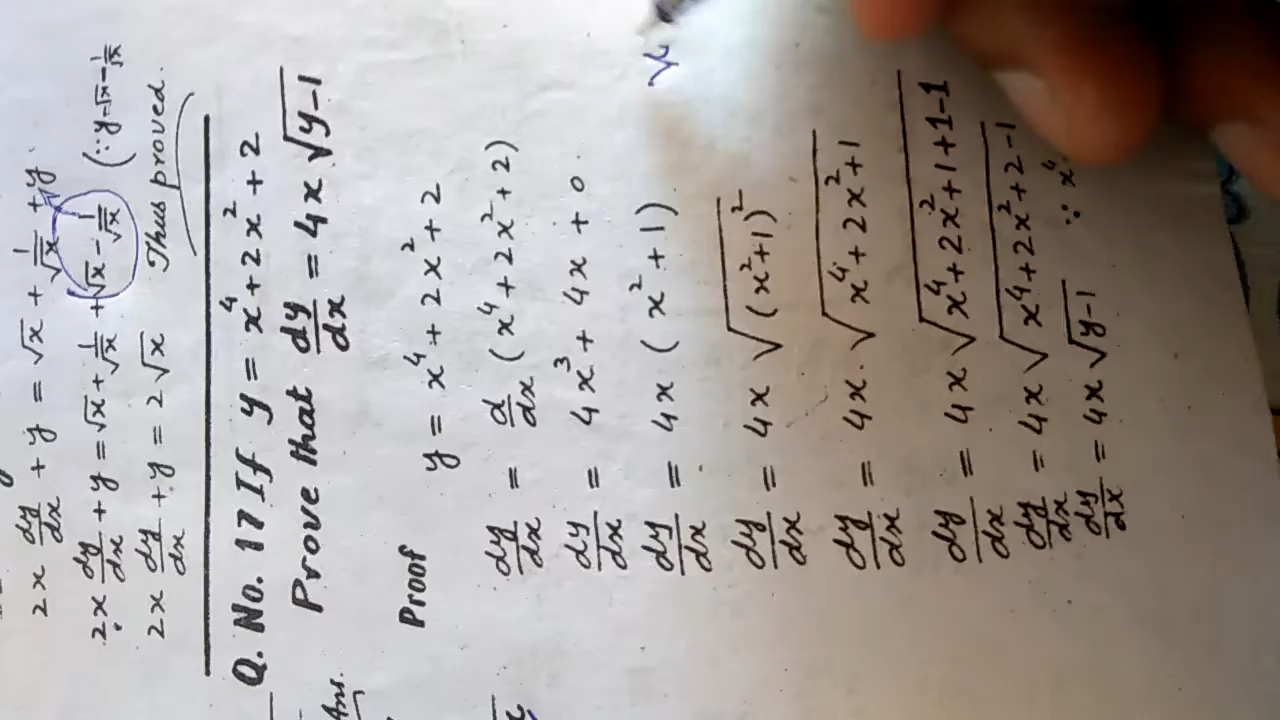 2x dy/dx + y = √x + 1/√x + y.
2x dy/dx + y = √x + 1/√x + √x - 1/√x (∵ y = √x - 1/√x
2x dy/dx + y = 2√x Thus proved.
Q. No. 17 If y = x⁴ + 2x² + 2
Prove that dy/dx = 4x √(y-1)
Ans.
Proof y = x⁴ + 2x² + 2
dy/dx = d/dx (x⁴ + 2x² + 2)
dy/dx = 4x³ + 4x + 0.
dy/dx = 4x (x² + 1)
dy/dx = 4x √(x²+1)²
dy/dx = 4x. √(x⁴ + 2x² + 1)
dy/dx = 4x √(x⁴ + 2x² + 1 + 1 - 1)
dy/dx = 4x √(x⁴ + 2x² + 2 - 1)
dy/dx = 4x √(y-1) ∵ x⁴